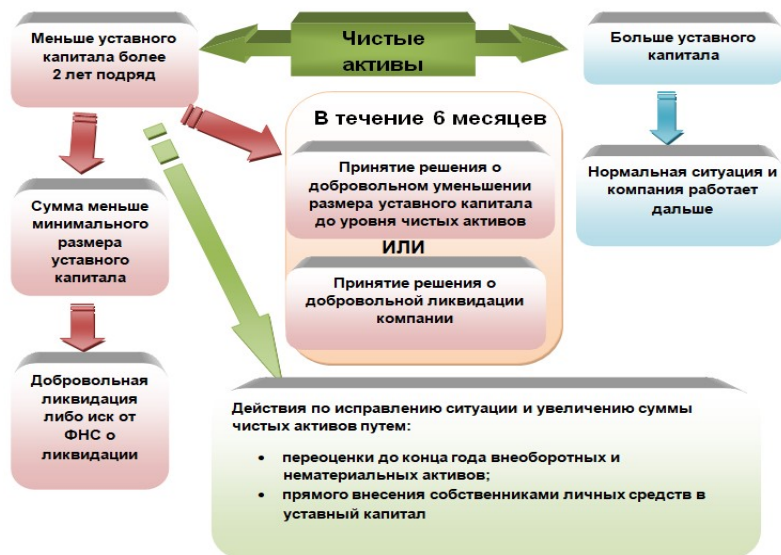 Меньше уставного
капитала более
2 лет подряд
Чистые
активы
Больше уставного
капитала
В течение 6 месяцев
Принятие решения о
добровольном уменьшении
размера уставного капитала
до уровня чистых активов
ИЛИ
Принятие решения о
добровольной ликвидации
компании
Нормальная ситуация и
компания работает
дальше
Сумма меньше
минимального
размера
уставного
капитала
Добровольная
ликвидация
либо иск от
ФНС о
ликвидации
Действия по исправлению ситуации и увеличению суммы
чистых активов путем:
• переоценки до конца года внеоборотных и
нематериальных активов;
• прямого внесения собственниками личных средств в
уставный капитал